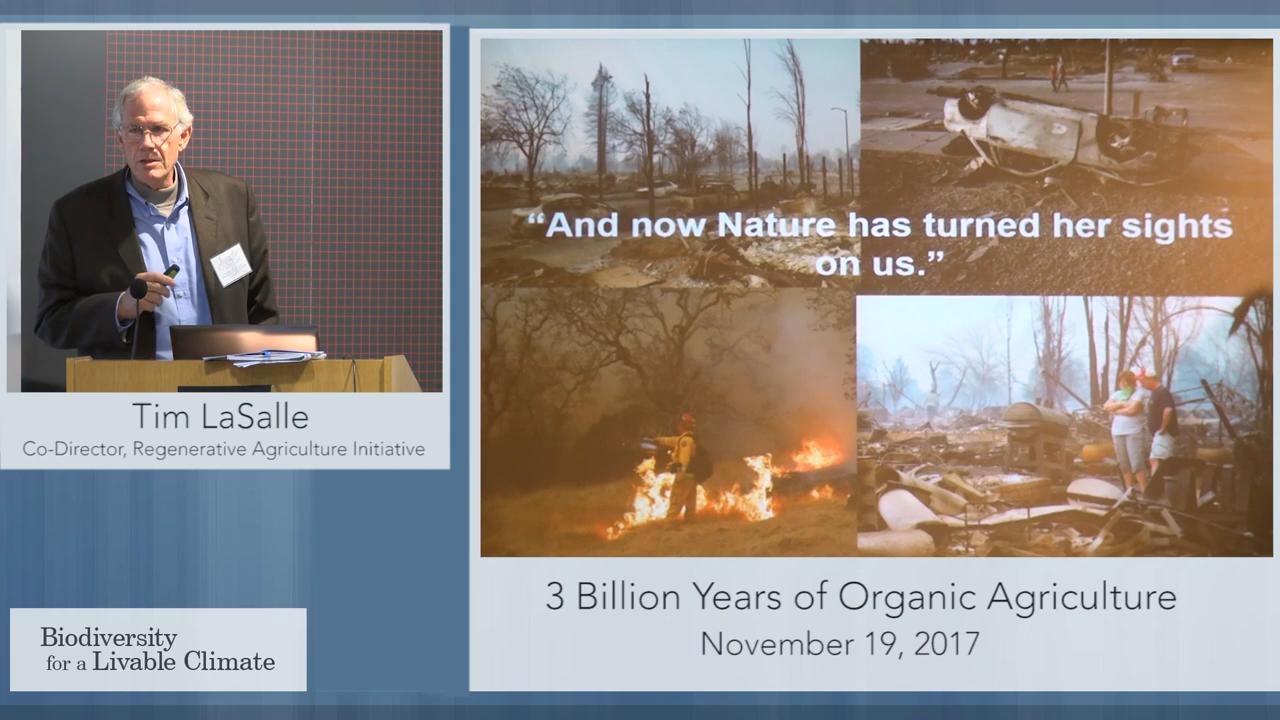 Tim LaSalle
Co-Director, Regenerative Agriculture Initiative
“And now Nature has turned her sights
on us.”
3 Billion Years of Organic Agriculture
November 19, 2017
Biodiversity
for a Livable Climate